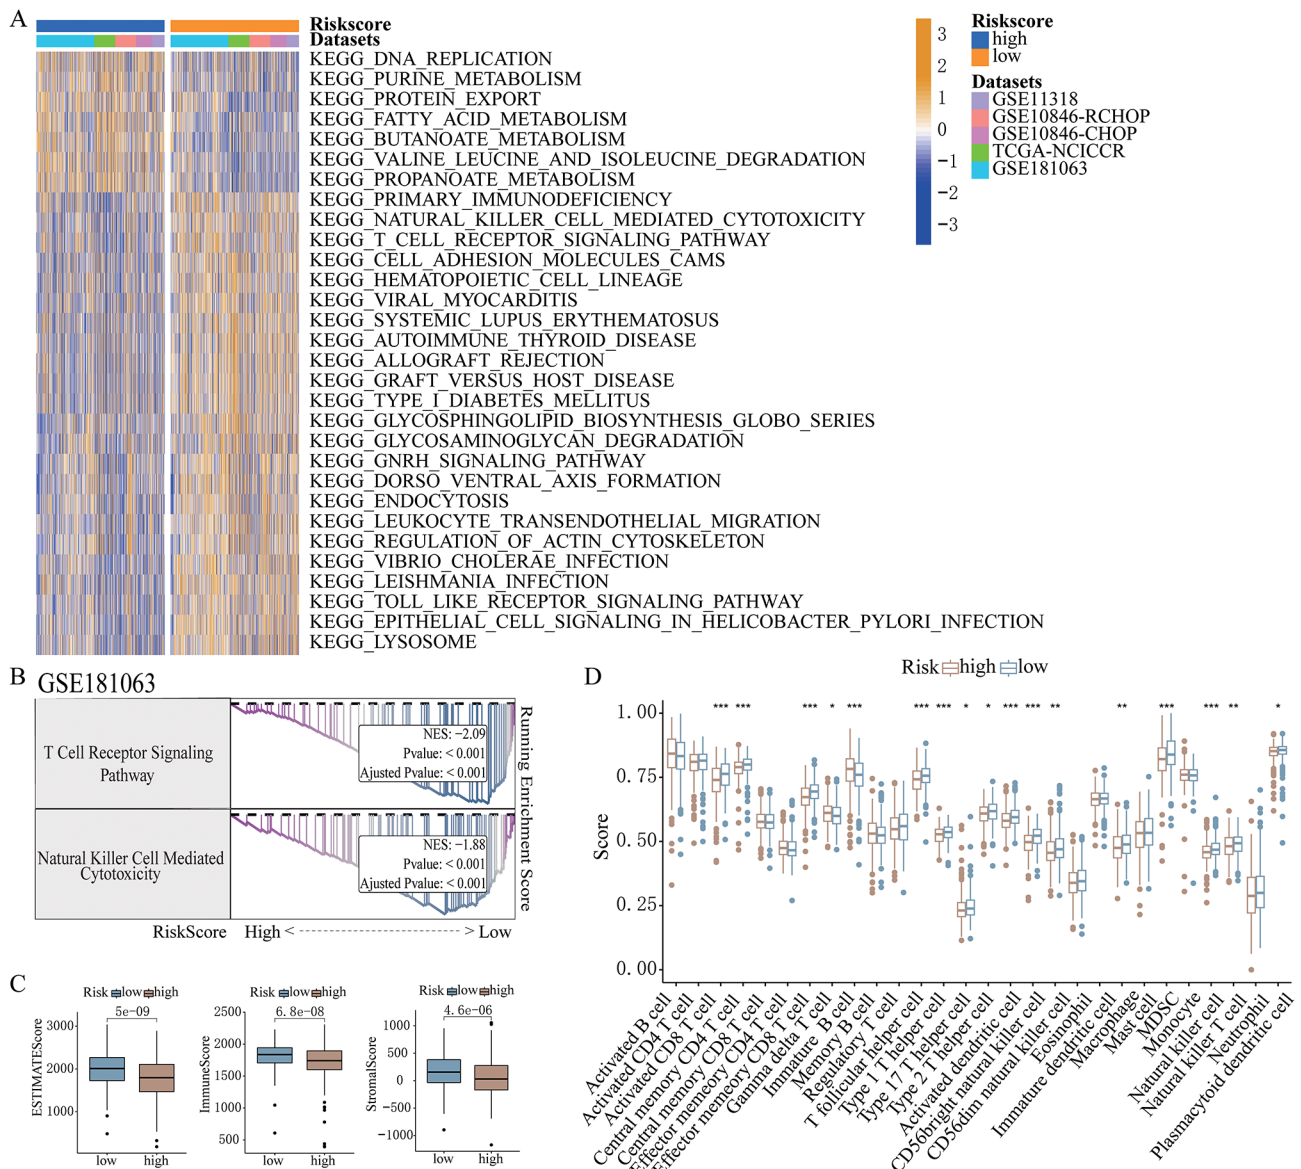 A
Riskscore
Datasets
KEGG_DNA_REPLICATION
KEGG_PURINE_METABOLISM
KEGG_PROTEIN_EXPORT
KEGG_FATTY_ACID_METABOLISM
KEGG_BUTANOATE_METABOLISM
KEGG_VALINE_LEUCINE_AND_ISOLEUCINE_DEGRADATION
KEGG_PROPANOATE_METABOLISM
KEGG_PRIMARY_IMMUNODEFICIENCY
KEGG_NATURAL_KILLER_CELL_MEDIATED_CYTOTOXICITY
KEGG_T_CELL_RECEPTOR_SIGNALING_PATHWAY
KEGG_CELL_ADHESION_MOLECULES_CAMS
KEGG_HEMATOPOIETIC_CELL_LINEAGE
KEGG_VIRAL_MYOCARDITIS
KEGG_SYSTEMIC_LUPUS_ERYTHEMATOSUS
KEGG_AUTOIMMUNE_THYROID_DISEASE
KEGG_ALLOGRAFT_REJECTION
KEGG_GRAFT_VERSUS_HOST_DISEASE
KEGG_TYPE_I_DIABETES_MELLITUS
KEGG_GLYCOSPHINGOLIPID_BIOSYNTHESIS_GLOBO_SERIES
KEGG_GLYCOSAMINOGLYCAN_DEGRADATION
KEGG_GNRH_SIGNALING_PATHWAY
KEGG_DORSO_VENTRAL_AXIS_FORMATION
KEGG_ENDOCYTOSIS
KEGG_LEUKOCYTE_TRANSENDOTHELIAL_MIGRATION
KEGG_REGULATION_OF_ACTIN_CYTOSKELETON
KEGG_VIBRIO_CHOLERAE_INFECTION
KEGG_LEISHMANIA_INFECTION
KEGG_TOLL_LIKE_RECEPTOR_SIGNALING_PATHWAY
KEGG_EPITHELIAL_CELL_SIGNALING_IN_HELICOBACTER_PYLORI_INFECTION
KEGG_LYSOSOME
3
2
1
0
−1
−2
−3
Riskscore
high
low
Datasets
GSE11318
GSE10846-RCHOP
GSE10846-CHOP
TCGA-NCICCR
GSE181063
B
GSE181063
T Cell Receptor Signaling
Pathway
NES: −2.09
Pvalue: < 0.001
Ajusted Pvalue: < 0.001
Natural Killer Cell Mediated
Cytotoxicity
NES: −1.88
Pvalue: < 0.001
Ajusted Pvalue: < 0.001
Running Enrichment Score
RiskScore High < - - - - - - - - - - - - - - - - - - > Low
C
Risk low high
5e−09
ESTIMATEScore
3000
2000
1000
low high
Risk low high
6.8e−08
ImmuneScore
2500
2000
1500
1000
500
low high
Risk low high
4.6e−06
StromalScore
1000
500
0
−500
−1000
low high
D
Risk high low
Score
1.00
0.75
0.50
0.25
0.00
*** *** *** * *** *** *** * * *** *** ** ** *** *** ** *
Activated B cell
Activated CD4 T cell
Activated CD8 T cell
Central memory CD4 T cell
Central memory CD8 T cell
Effector memeory CD4 T cell
Effector memeory CD8 T cell
Gamma delta T cell
Immature B cell
Memory B cell
Regulatory T cell
T follicular helper cell
Type 1 T helper cell
Type 17 T helper cell
Type 2 T helper cell
Activated dendritic cell
CD56bright natural killer cell
CD56dim natural killer cell
Eosinophil
Immature dendritic cell
Macrophage
Mast cell
MDSC
Monocyte
Natural killer cell
Natural killer T cell
Neutrophil
Plasmacytoid dendritic cell